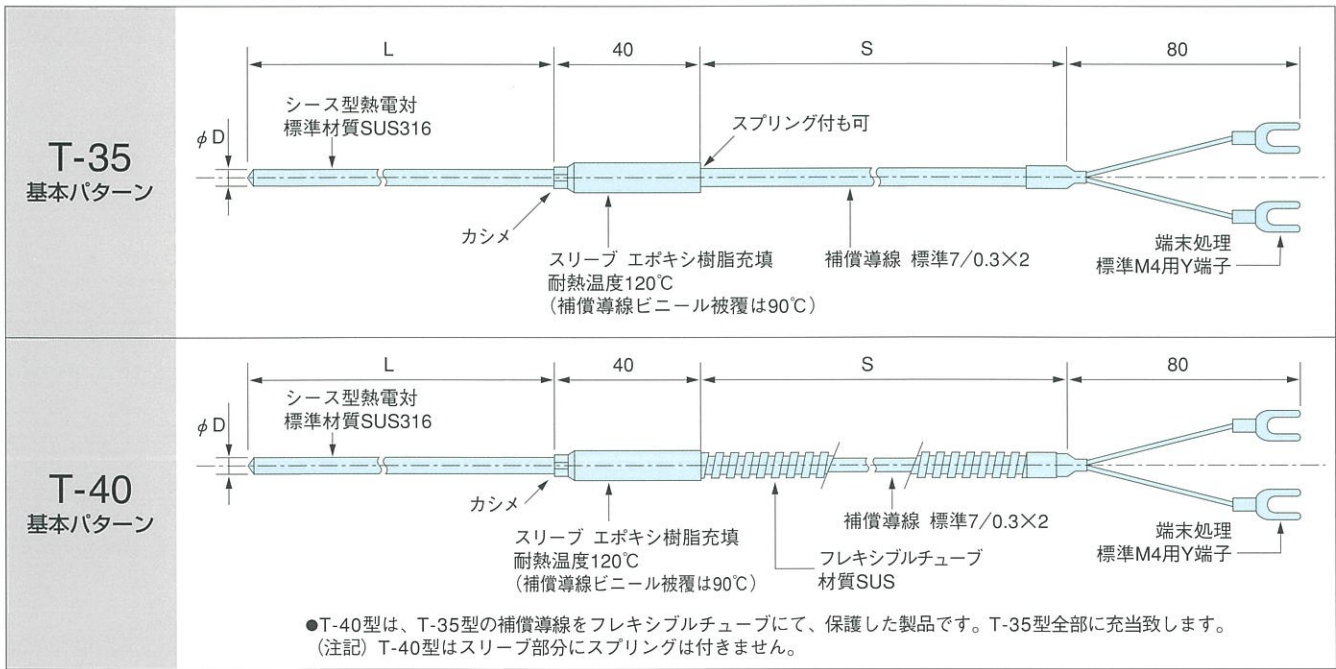 T-35
基本パターン
L
40
S
80
φD
シース型熱電対
標準材質SUS316
スプリング付も可
カシメ
スリーブ エポキシ樹脂充填
耐熱温度120℃
（補償導線ビニール被覆は90℃）
補償導線 標準7/0.3×2
端末処理
標準M4用Y端子
T-40
基本パターン
L
40
S
80
φD
シース型熱電対
標準材質SUS316
カシメ
スリーブ エポキシ樹脂充填
耐熱温度120℃
（補償導線ビニール被覆は90℃）
補償導線 標準7/0.3×2
フレキシブルチューブ
材質SUS
端末処理
標準M4用Y端子
●T-40型は、T-35型の補償導線をフレキシブルチューブにて、保護した製品です。T-35型全部に充当致します。
（注記）T-40型はスリーブ部分にスプリングは付きません。